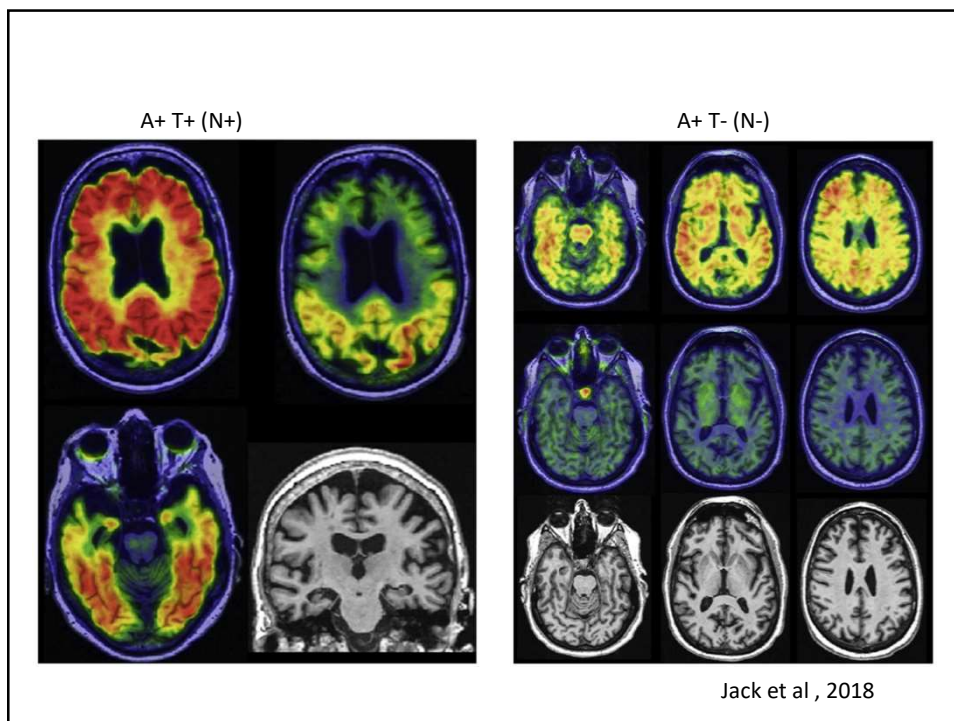 A+ T+ (N+)
A+ T- (N-)
Jack et al , 2018